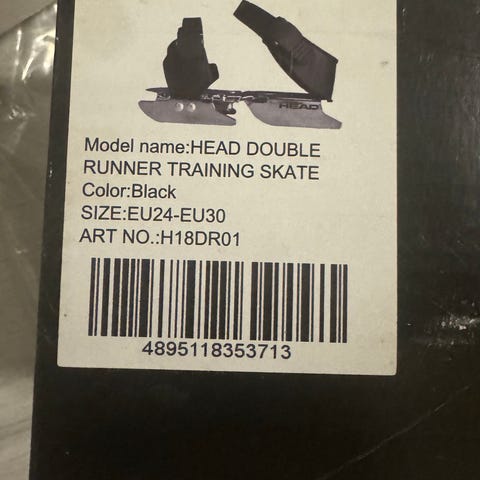 HEAD
Model name:HEAD DOUBLE
RUNNER TRAINING SKATE
Color:Black
SIZE:EU24-EU30
ART NO.:H18DR01
4895118353713